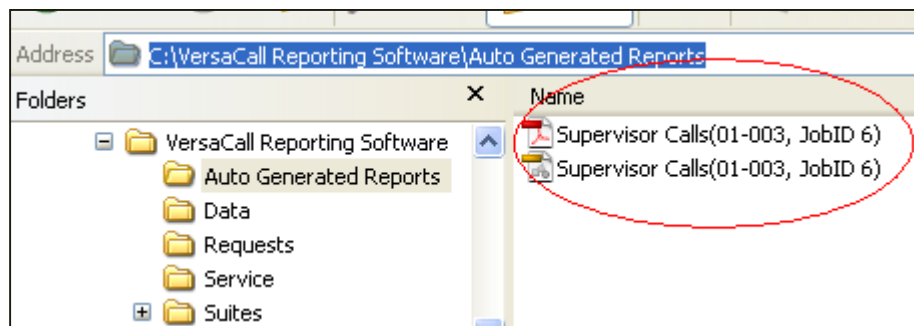 Address C:\VersaCall Reporting Software\Auto Generated Reports
Folders
Name
VersaCall Reporting Software
Supervisor Calls(01-003, JobID 6)
Auto Generated Reports
Supervisor Calls(01-003, JobID 6)
Data
Requests
Service
Suites